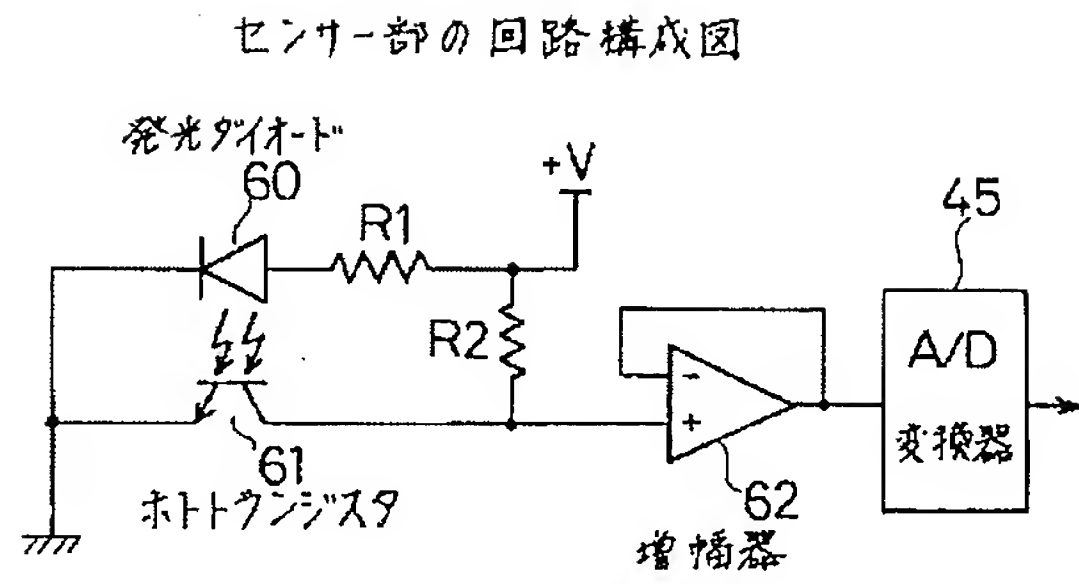 センサー部の回路構成図
発光ダイオード
60
+V
45
R1
R2
A/D
変換器
-
+
61
ホトトウンジスタ
62
増幅器